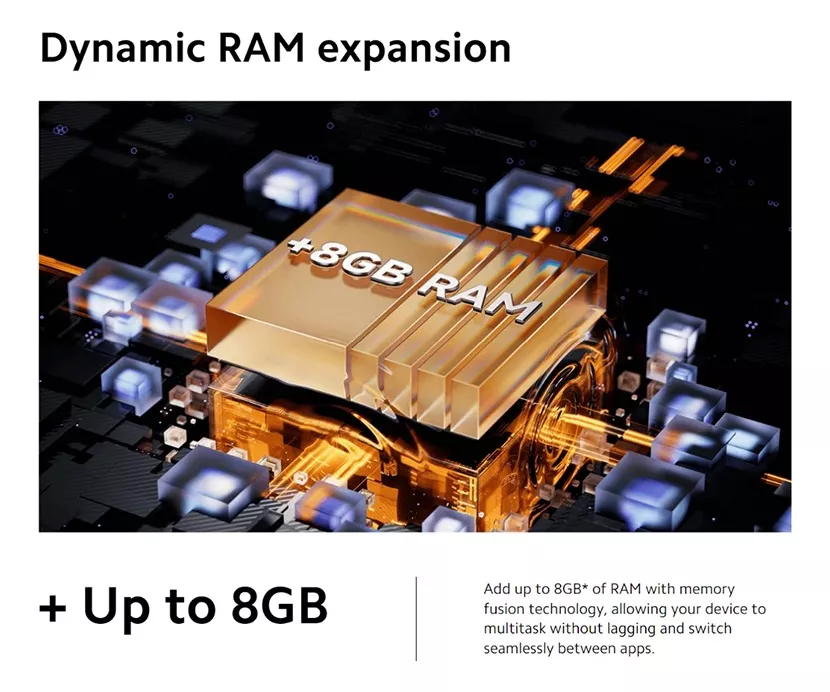 Dynamic RAM expansion
+8GB RAM
+ Up to 8GB
Add up to 8GB* of RAM with memory
fusion technology, allowing your device to
multitask without lagging and switch
seamlessly between apps.